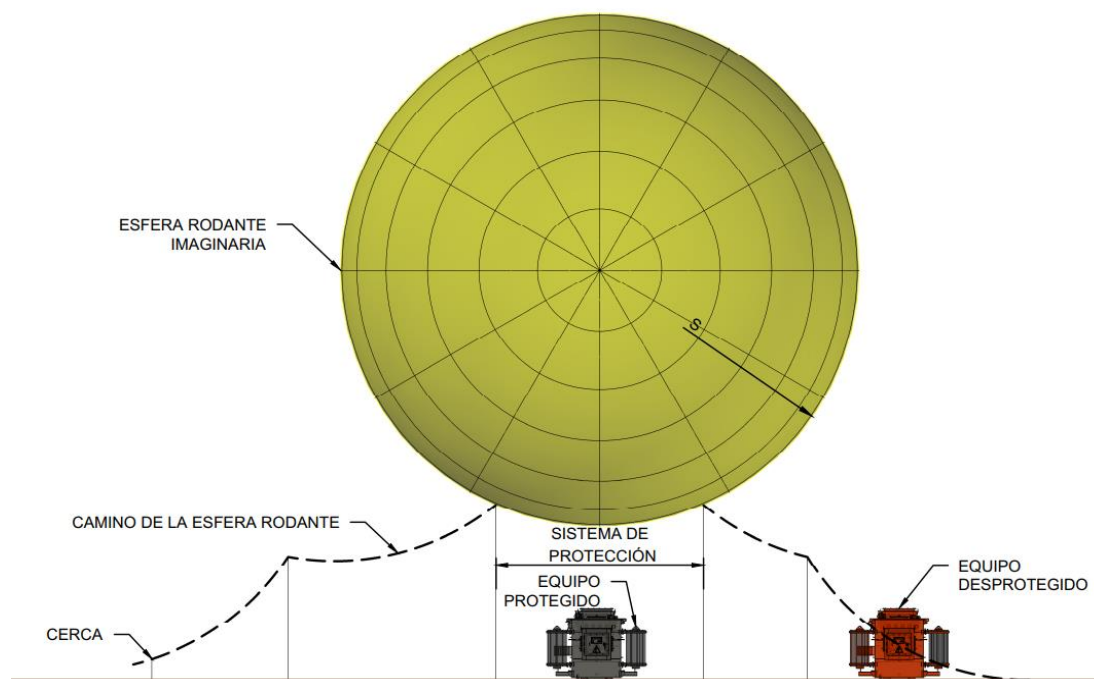 ESFERA RODANTE
IMAGINARIA
S
CAMINO DE LA ESFERA RODANTE
SISTEMA DE
PROTECCIÓN
EQUIPO
PROTEGIDO
EQUIPO
DESPROTEGIDO
CERCA